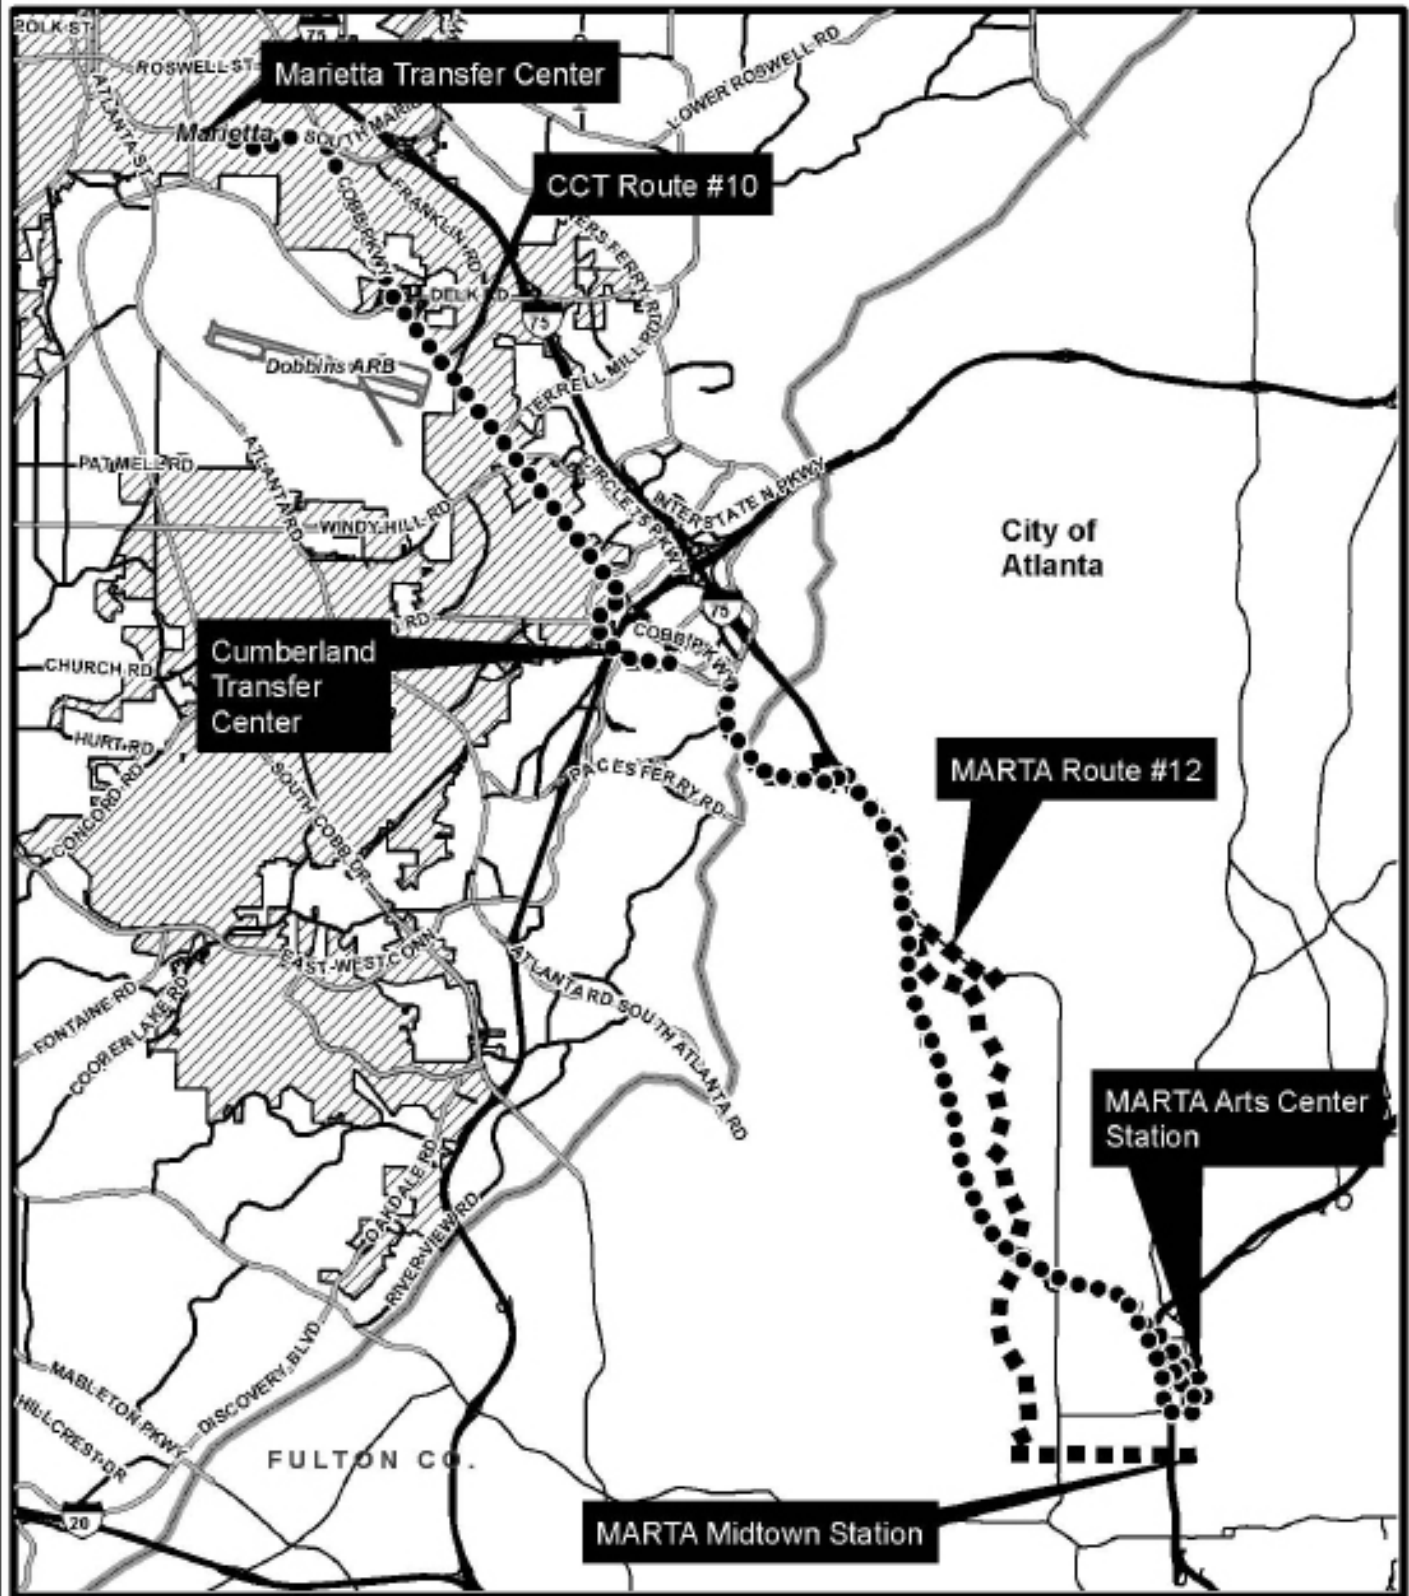 POLK ST
75
ROSWELL ST
Marietta Transfer Center
LOWER ROSWELL RD
ATLANTA ST
Marietta
CCT Route #10
COBB PKWY
FRANKLIN RD
ERS FERRY RD
DELK RD
75
Dobbins ARB
TERRELL MILL RD
PAT MELL RD
ATLANTA RD
CIRCLE 75 PKWY
INTERSTATE N PKWY
WINDY HILL RD
City of
Atlanta
75
RD
COBB PKWY
Cumberland
Transfer
Center
CHURCH RD
HURT RD
CONCORD RD
SOUTH COBB DR
PACES FERRY RD
MARTA Route #12
EAST-WEST CONN
ATLANTA RD SOUTH ATLANTA RD
FONTAINE RD
COOPER LAKE RD
MARTA Arts Center
Station
OAKDALE RD
RIVERVIEW RD
DISCOVERY BLVD
MABLETON PKWY
HILLCREST DR
FULTON CO.
20
MARTA Midtown Station